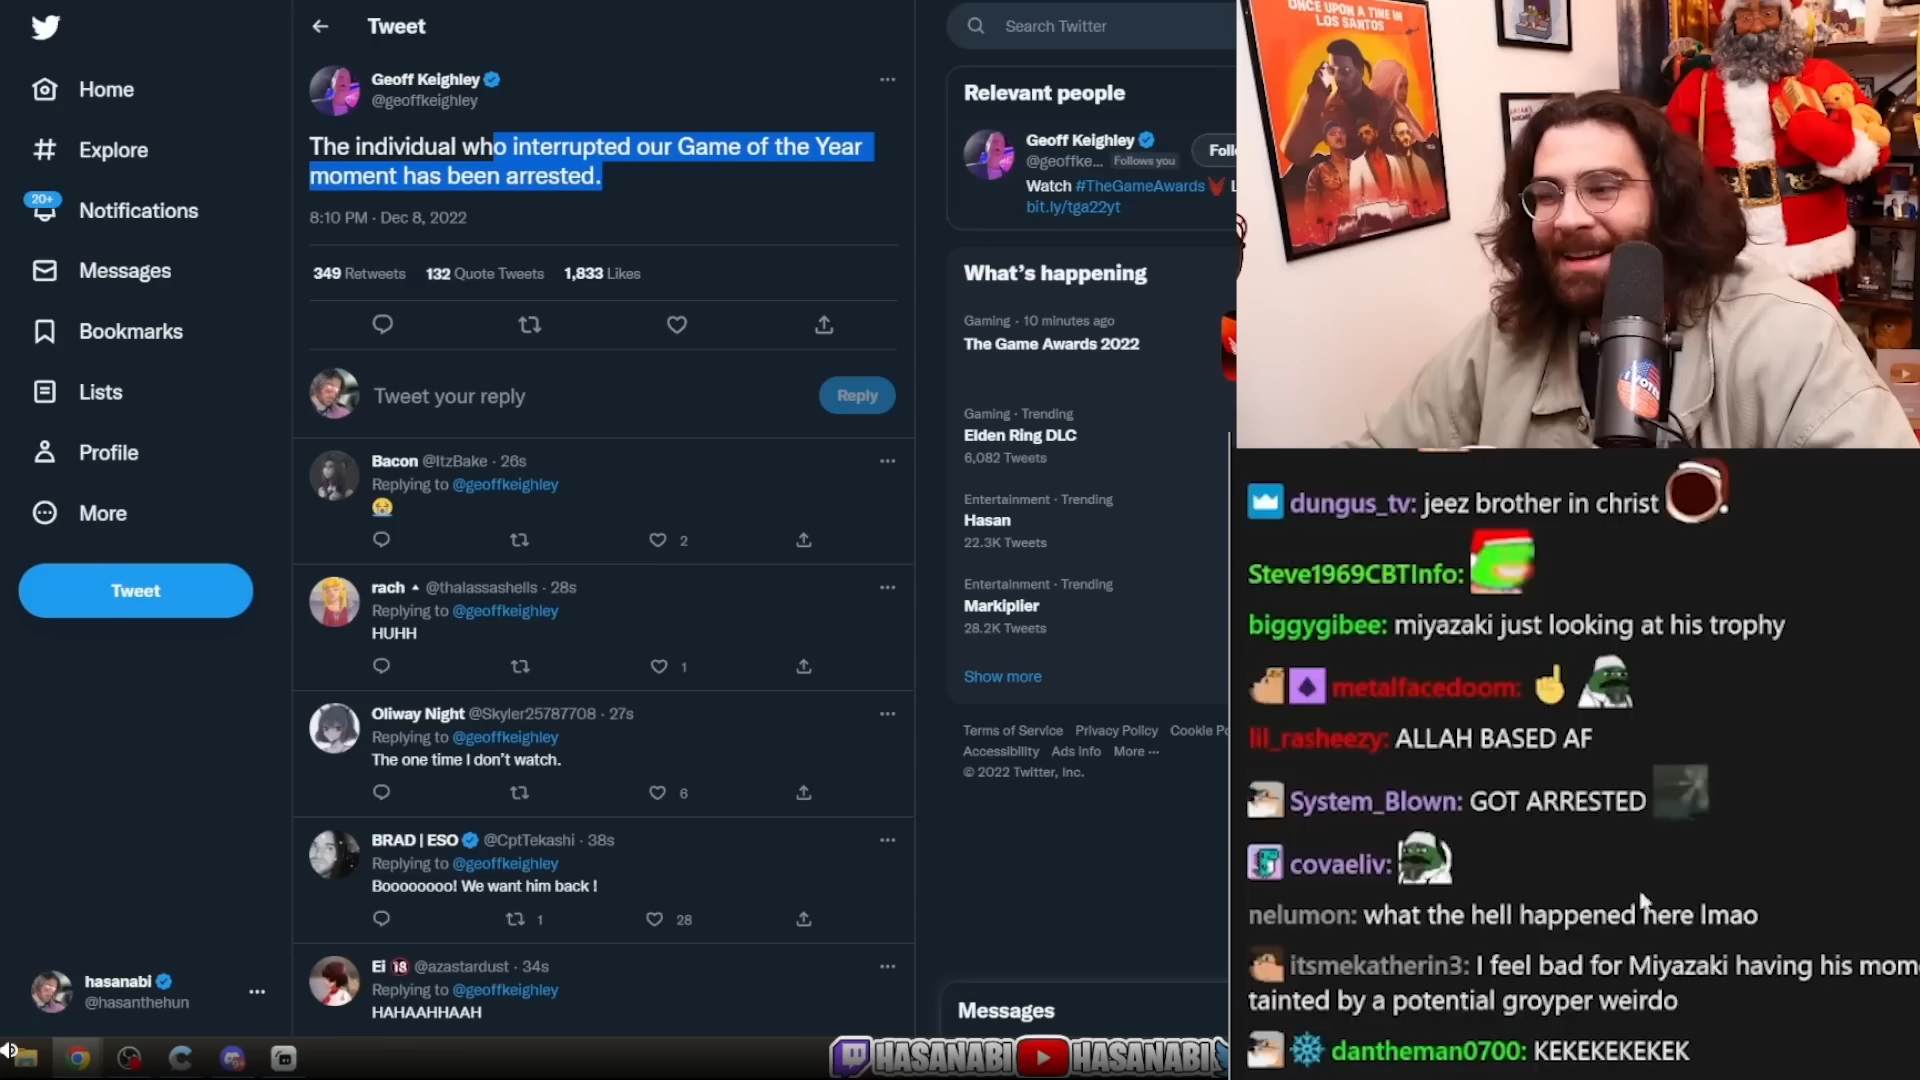 Home
Explore
20+
Notifications
Messages
Bookmarks
Lists
Profile
More
Tweet
hasanabi
@hasanthehun
Tweet
Geoff Keighley
@geoffkeighley
The individual who interrupted our Game of the Year
moment has been arrested.
8:10 PM · Dec 8, 2022
349 Retweets 132 Quote Tweets 1,833 Likes
Tweet your reply
Reply
Bacon @ItzBake · 26s
Replying to @geoffkeighley
😭
2
rach @thalassashells · 28s
Replying to @geoffkeighley
HUHH
1
Oliway Night @Skyler25787708 · 27s
Replying to @geoffkeighley
The one time I don't watch.
6
BRAD | ESO @CptTekashi · 38s
Replying to @geoffkeighley
Boooooooo! We want him back !
1 28
Ei 🔞 @azastardust · 34s
Replying to @geoffkeighley
HAHAAHHAAH
Search Twitter
Relevant people
Geoff Keighley
@geoffke... Follows you
Foll
Watch #TheGameAwards L
bit.ly/tga22yt
What's happening
Gaming · 10 minutes ago
The Game Awards 2022
Gaming · Trending
Elden Ring DLC
6,082 Tweets
Entertainment · Trending
Hasan
22.3K Tweets
Entertainment · Trending
Markiplier
28.2K Tweets
Show more
Terms of Service Privacy Policy Cookie Po
Accessibility Ads info More ···
© 2022 Twitter, Inc.
Messages
HASANABI HASANABI
ONCE UPON A TIME IN
LOS SANTOS
I VOTED
dungus_tv: jeez brother in christ
Steve1969CBTInfo:
biggygibee: miyazaki just looking at his trophy
metalfacedoom: ☝
lil_rasheezy: ALLAH BASED AF
System_Blown: GOT ARRESTED
covaeliv:
nelumon: what the hell happened here lmao
itsmekatherin3: I feel bad for Miyazaki having his mome
tainted by a potential groyper weirdo
dantheman0700: KEKEKEKEKEK